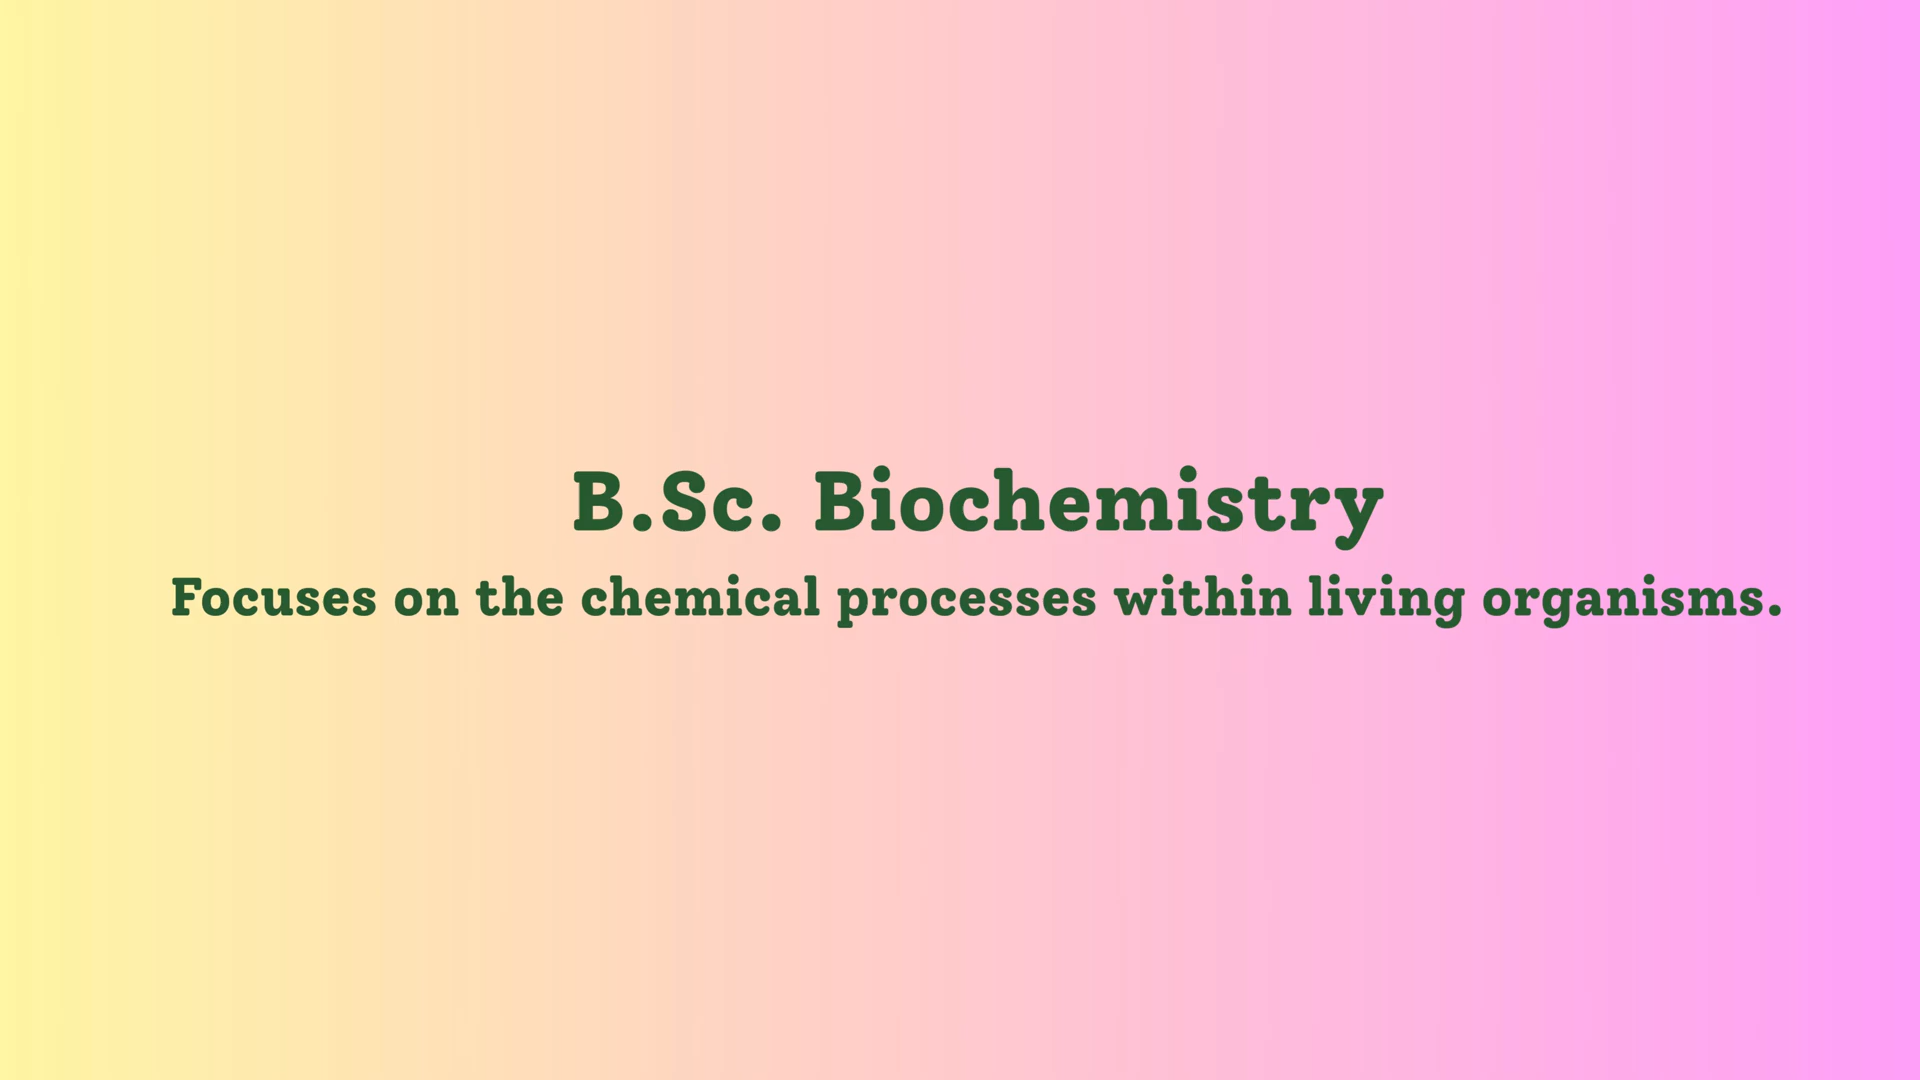 B.Sc. Biochemistry
Focuses on the chemical processes within living organisms.